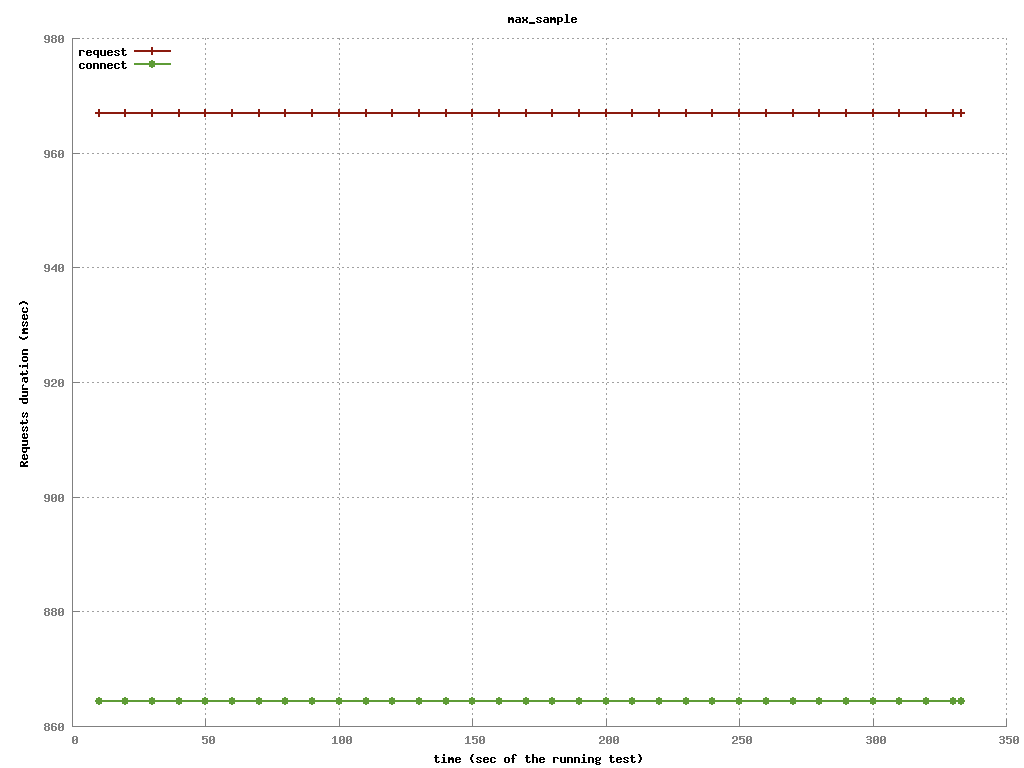 max_sample
980
request
connect
960
940
920
900
880
860
Requests duration (msec)
0 50 100 150 200 250 300 350
time (sec of the running test)